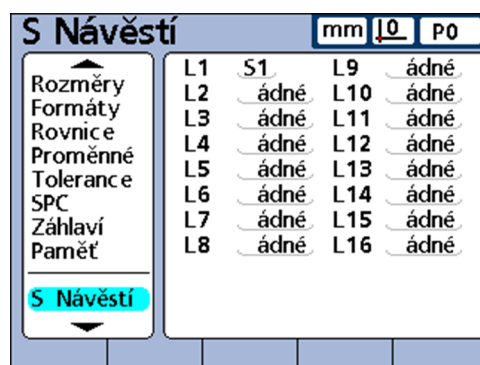 S Návěstí
mm 0 P0
Rozměry
Formáty
Rovnice
Proměnné
Tolerance
SPC
Záhlaví
Paměť
S Návěstí
L1 S1 L9 ádné
L2 ádné L10 ádné
L3 ádné L11 ádné
L4 ádné L12 ádné
L5 ádné L13 ádné
L6 ádné L14 ádné
L7 ádné L15 ádné
L8 ádné L16 ádné